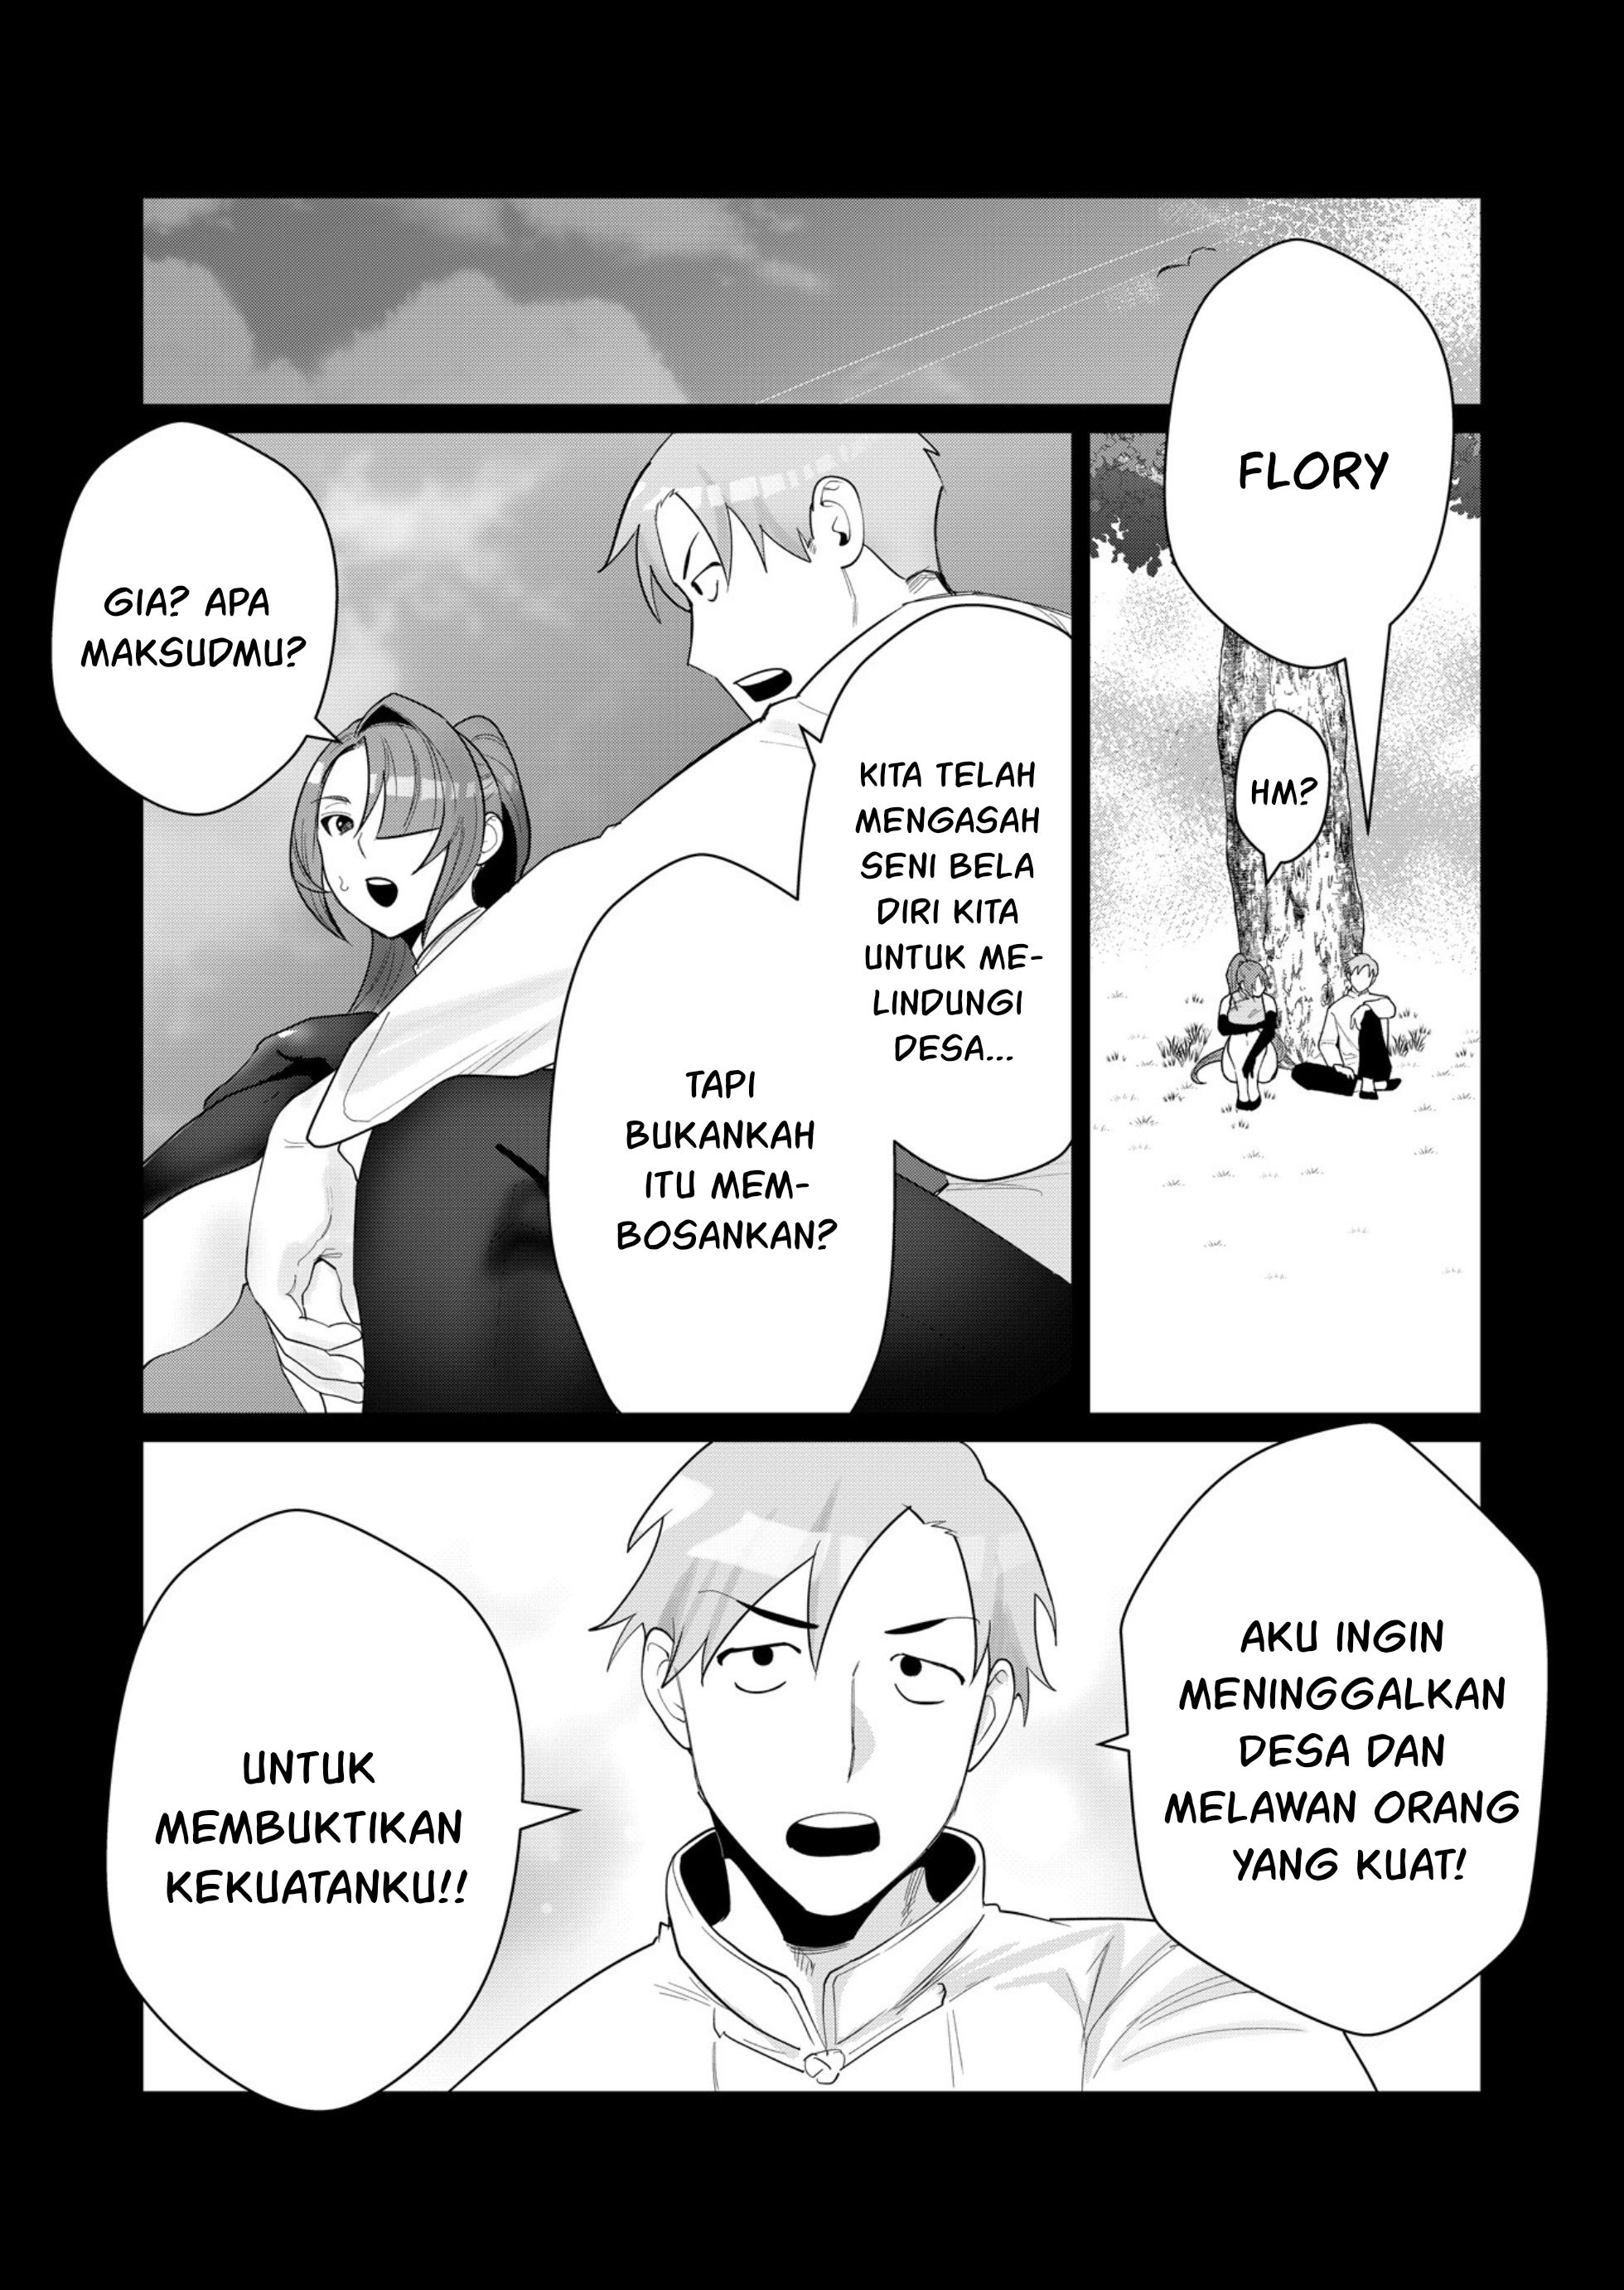 FLORY
HM?
KITA TELAH
MENGASAH
SENI BELA
DIRI KITA
UNTUK ME-
LINDUNGI
DESA...
TAPI
BUKANKAH
ITU MEM-
BOSANKAN?
GIA? APA
MAKSUDMU?
AKU INGIN
MENINGGALKAN
DESA DAN
MELAWAN ORANG
YANG KUAT!
UNTUK
MEMBUKTIKAN
KEKUATANKU!!